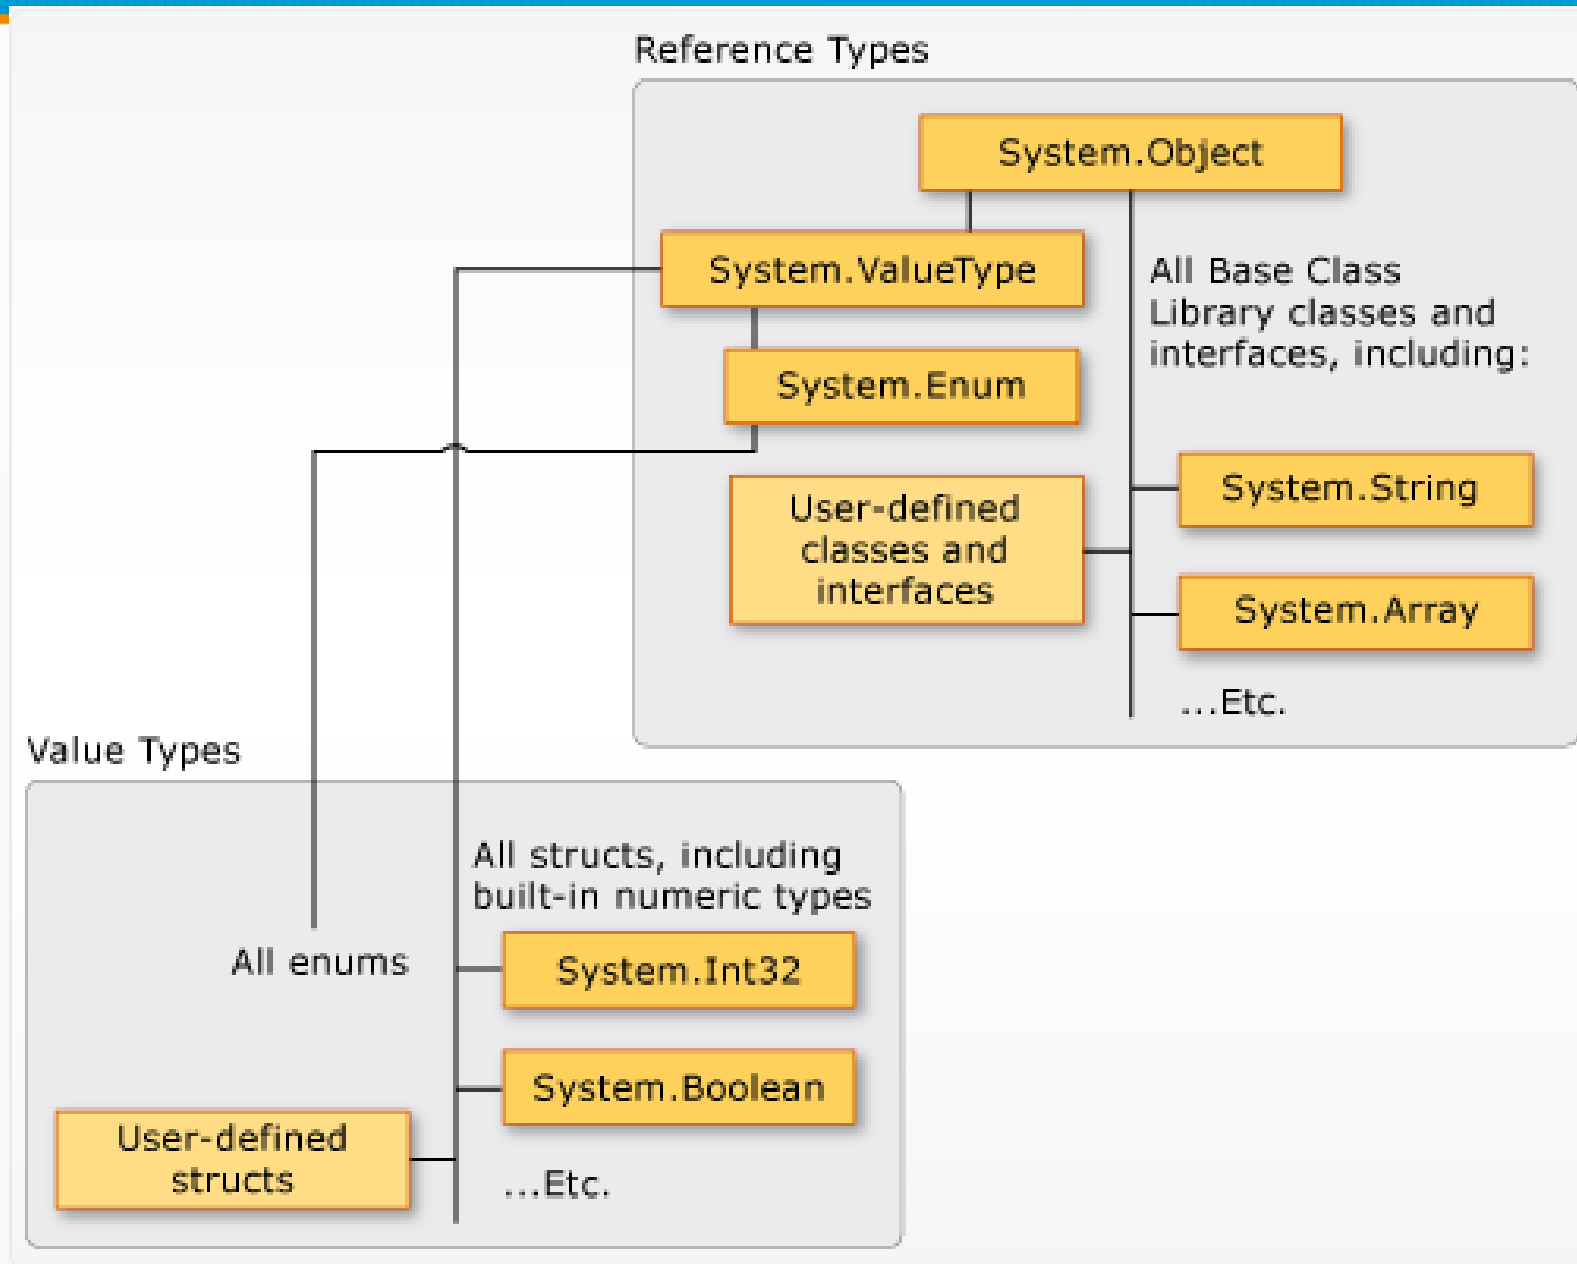 Reference Types
System.Object
System.ValueType
All Base Class
Library classes and
interfaces, including:
System.Enum
System.String
User-defined
classes and
interfaces
System.Array
...Etc.
Value Types
All structs, including
built-in numeric types
All enums
System.Int32
System.Boolean
User-defined
structs
...Etc.